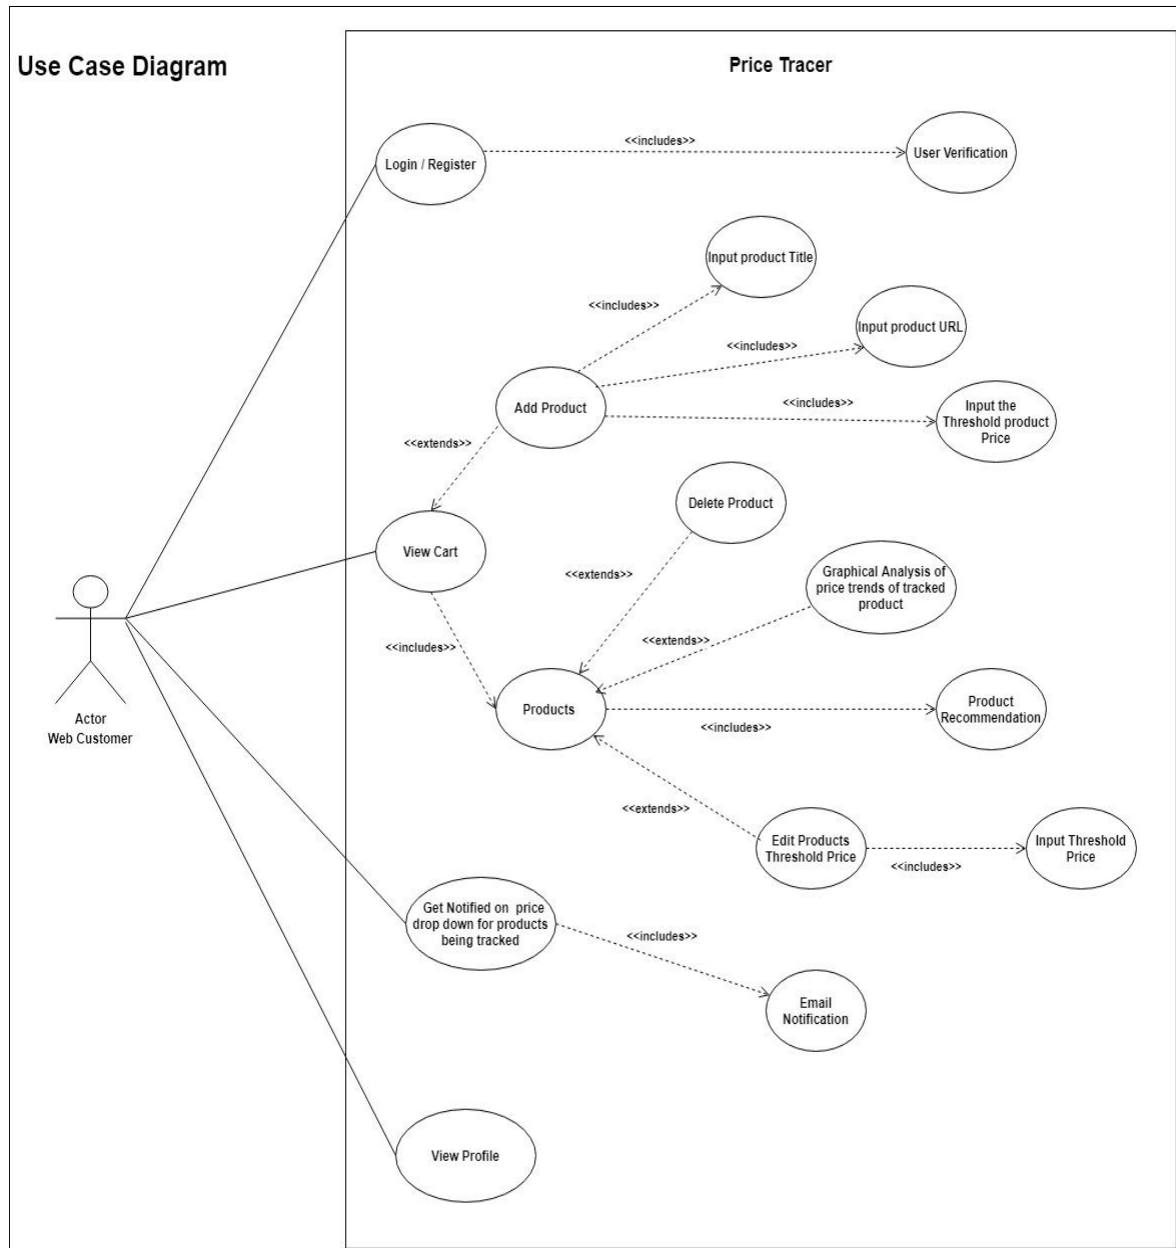 Use Case Diagram
Price Tracer
<<includes>>
Login / Register
User Verification
Input product Title
<<includes>>
Input product URL
<<includes>>
Add Product
<<includes>>
Input the
Threshold product
Price
<<extends>>
Delete Product
View Cart
<<extends>>
Graphical Analysis of
price trends of tracked
product
<<includes>>
<<extends>>
Products
Product
Recommendation
<<includes>>
<<extends>>
Edit Products
Threshold Price
Input Threshold
Price
<<includes>>
Actor
Web Customer
Get Notified on price
drop down for products
being tracked
<<includes>>
Email
Notification
View Profile